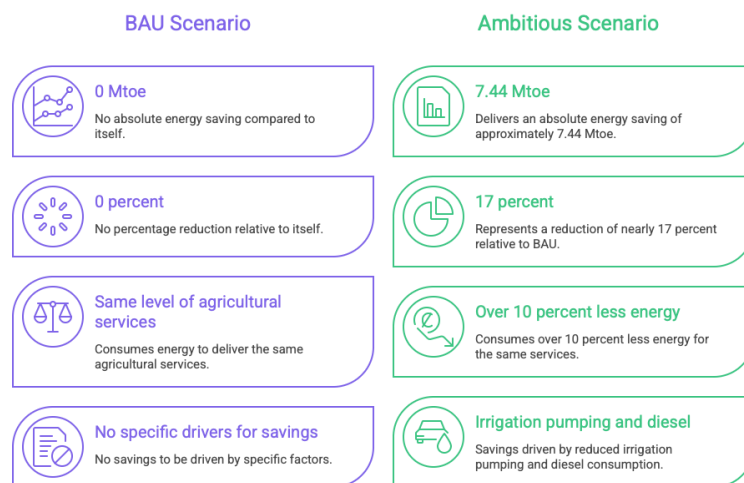 BAU Scenario
0 Mtoe
No absolute energy saving compared to
itself.
0 percent
No percentage reduction relative to itself.
Same level of agricultural
services
Consumes energy to deliver the same
agricultural services.
No specific drivers for savings
No savings to be driven by specific factors.
Ambitious Scenario
7.44 Mtoe
Delivers an absolute energy saving of
approximately 7.44 Mtoe.
17 percent
Represents a reduction of nearly 17 percent
relative to BAU.
Over 10 percent less energy
Consumes over 10 percent less energy for
the same services.
Irrigation pumping and diesel
Savings driven by reduced irrigation
pumping and diesel consumption.